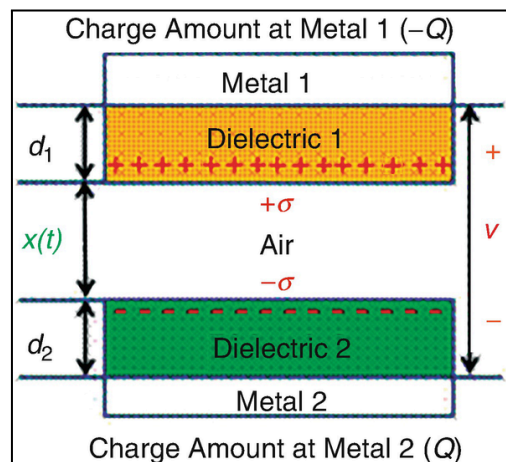 Charge Amount at Metal 1 (−Q)
Metal 1
Dielectric 1
d₁
+ + + + + + + + + + + + + + +
+σ
+
x(t)
Air
v
−σ
−
− − − − − − − − − − − −
d₂
Dielectric 2
Metal 2
Charge Amount at Metal 2 (Q)